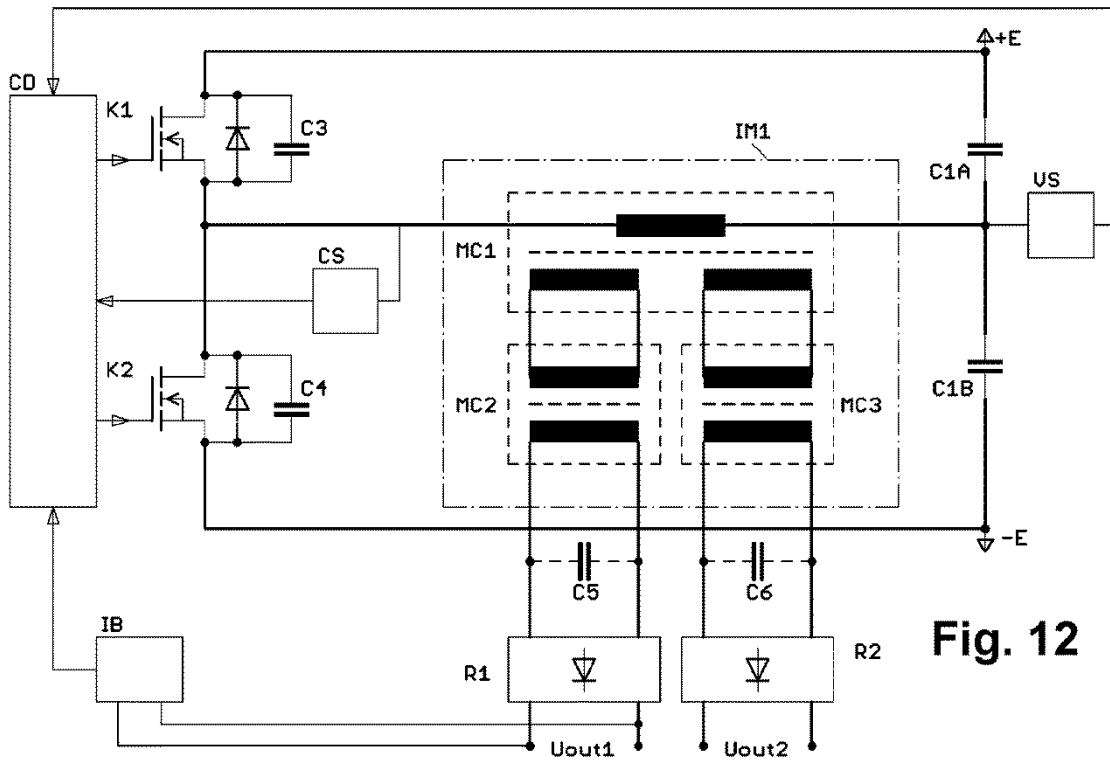 +E
CD
K1
C3
IM1
C1A
VS
MC1
CS
K2
C4
MC2
MC3
C1B
-E
C5
C6
IB
R1
R2
Fig. 12
Uout1
Uout2